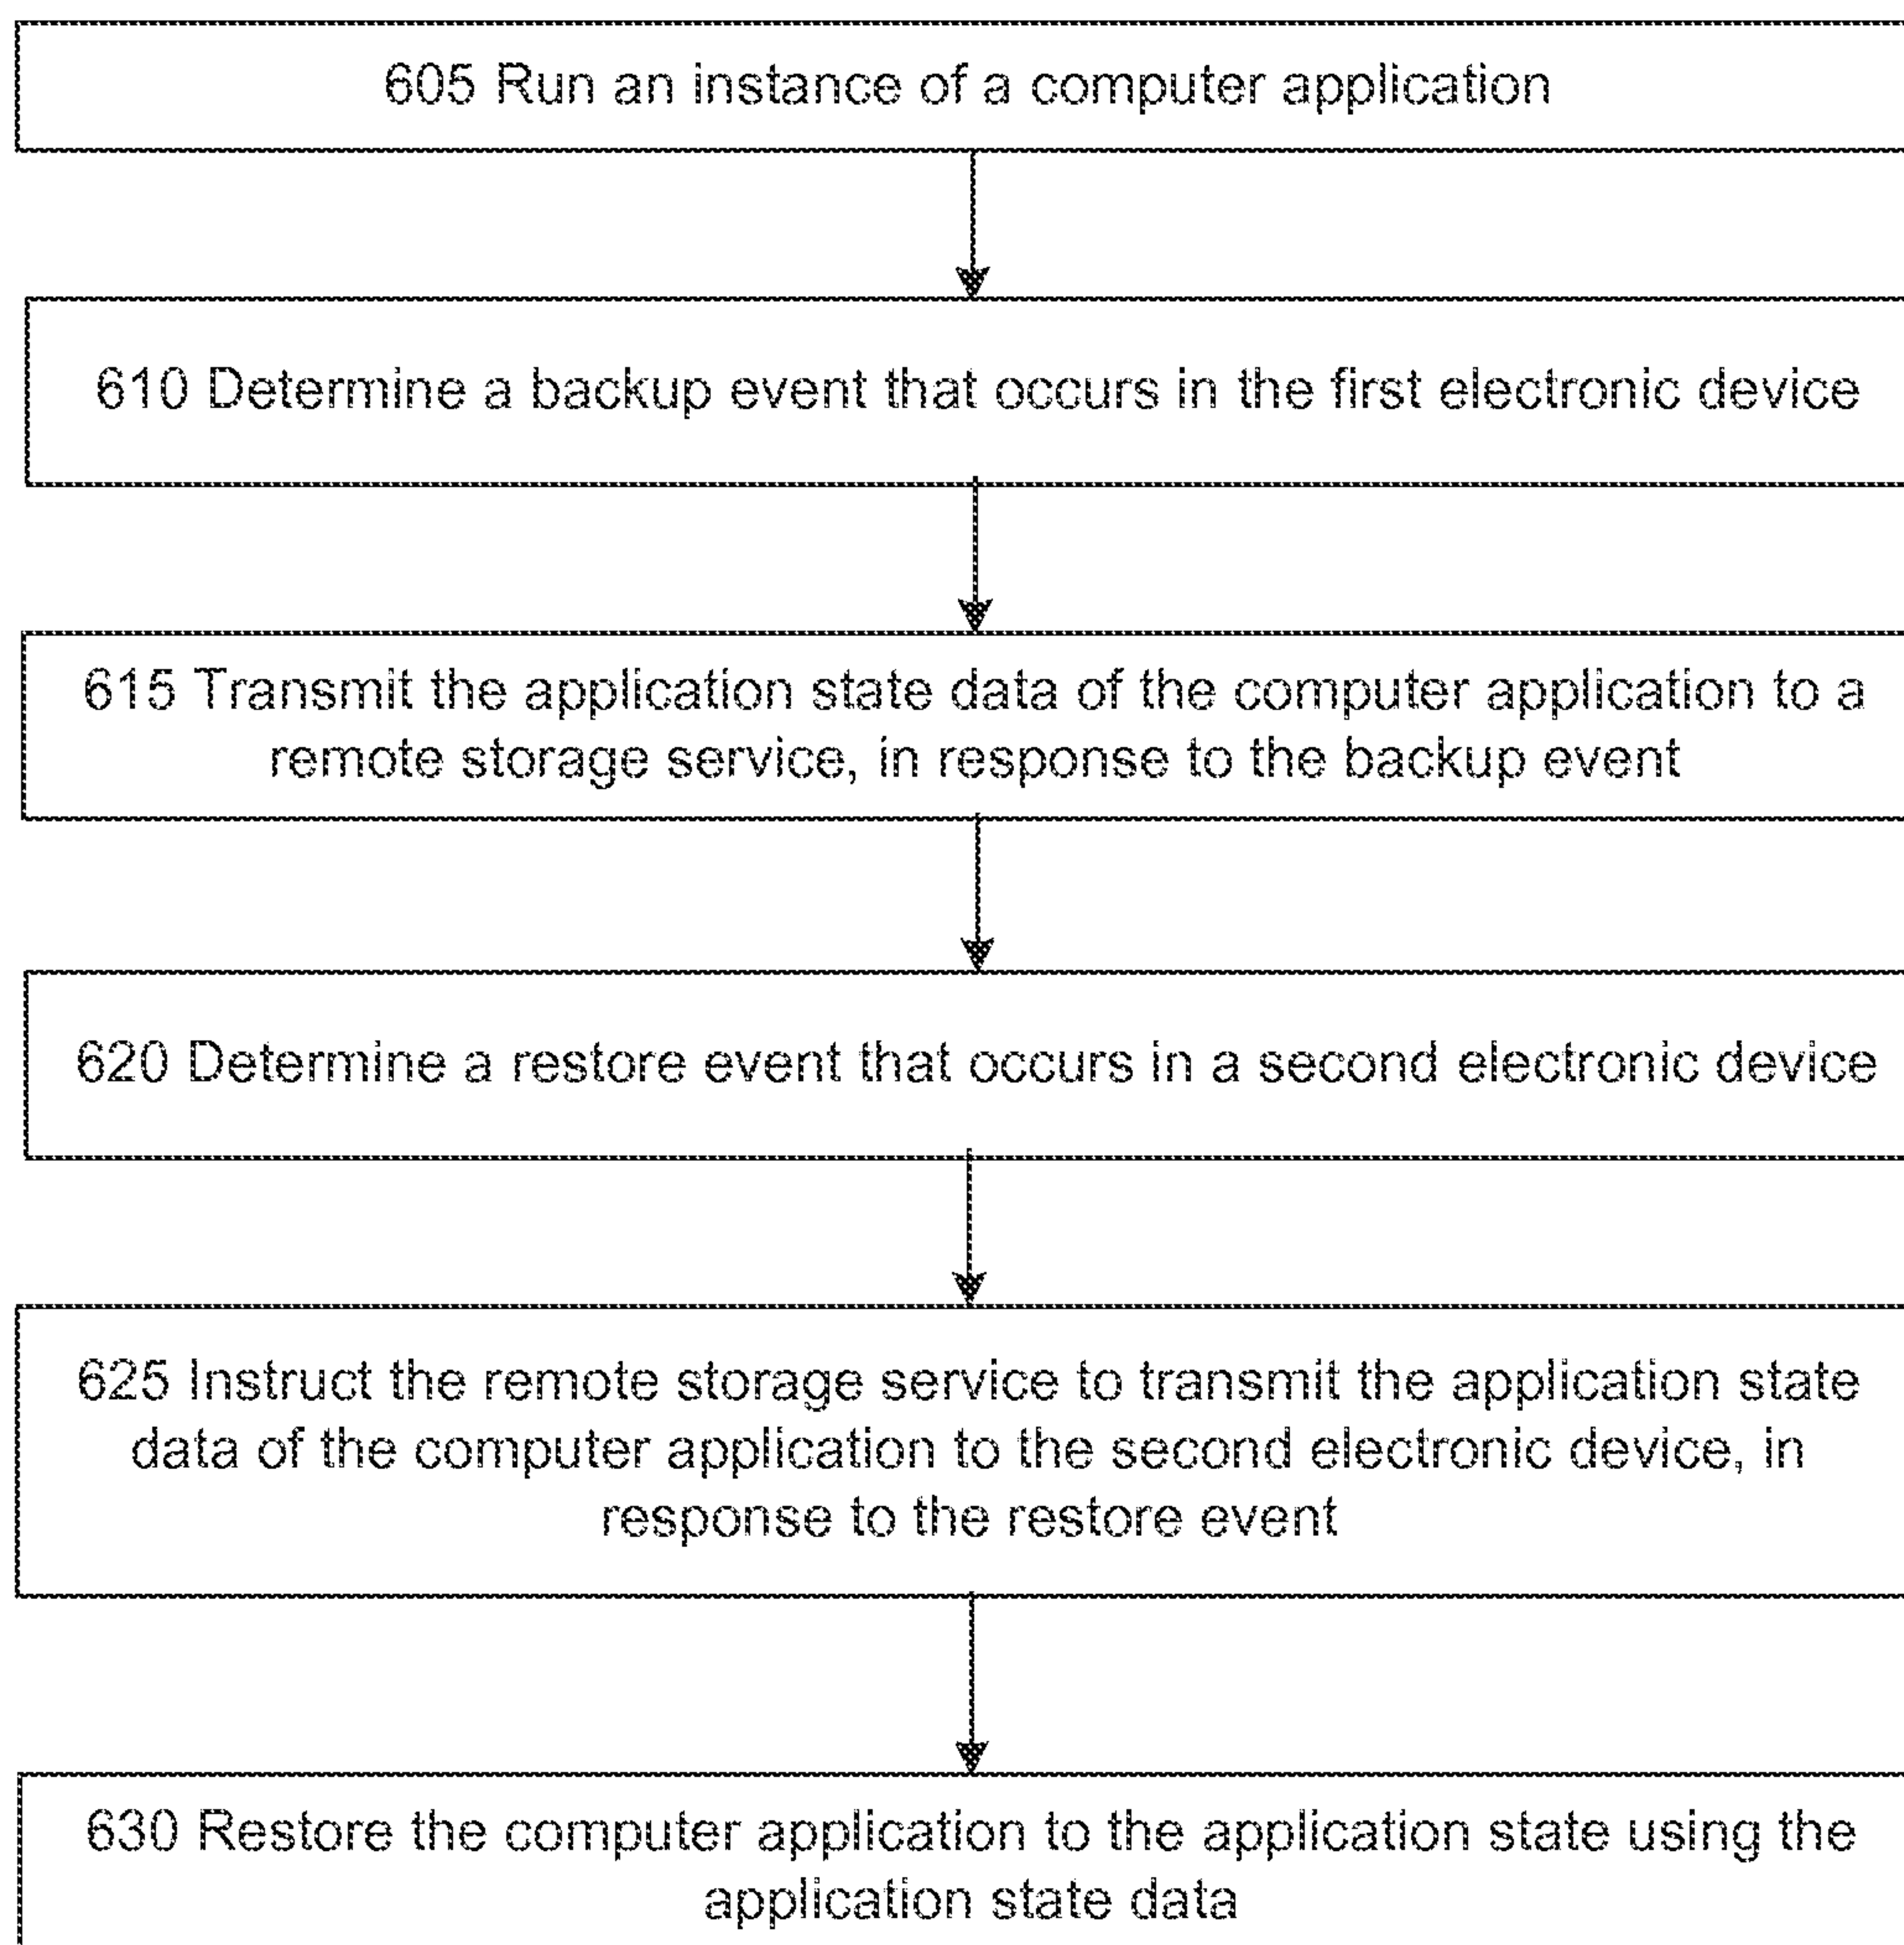 605 Run an instance of a computer application
610 Determine a backup event that occurs in the first electronic device
615 Transmit the application state data of the computer application to a
remote storage service, in response to the backup event
620 Determine a restore event that occurs in a second electronic device
625 Instruct the remote storage service to transmit the application state
data of the computer application to the second electronic device, in
response to the restore event
630 Restore the computer application to the application state using the
application state data